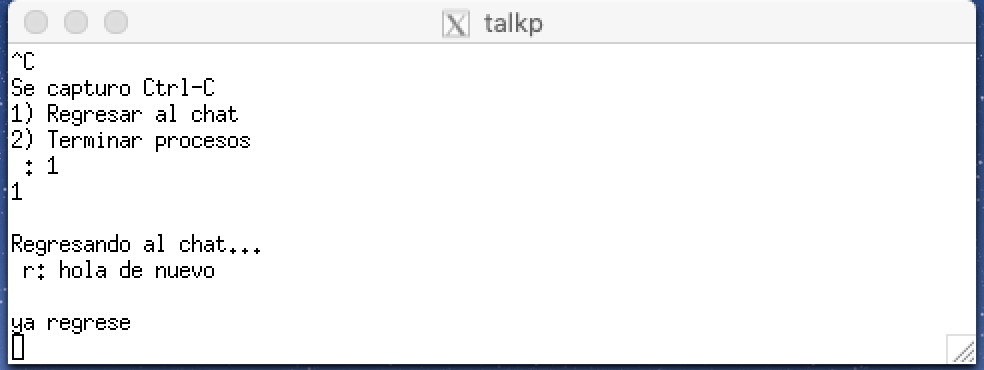 talkp
^C
Se capturo Ctrl-C
1) Regresar al chat
2) Terminar procesos
 : 1
1
Regresando al chat...
 r: hola de nuevo
ya regrese